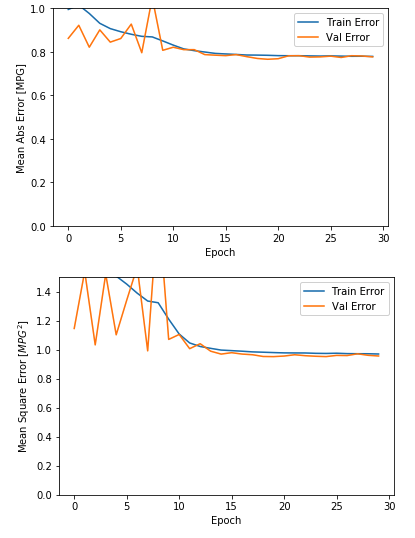 1.0
0.8
0.6
0.4
0.2
0.0
Mean Abs Error [MPG]
Train Error
Val Error
0 5 10 15 20 25 30
Epoch
1.4
1.2
1.0
0.8
0.6
0.4
0.2
0.0
Mean Square Error [MPG²]
Train Error
Val Error
0 5 10 15 20 25 30
Epoch